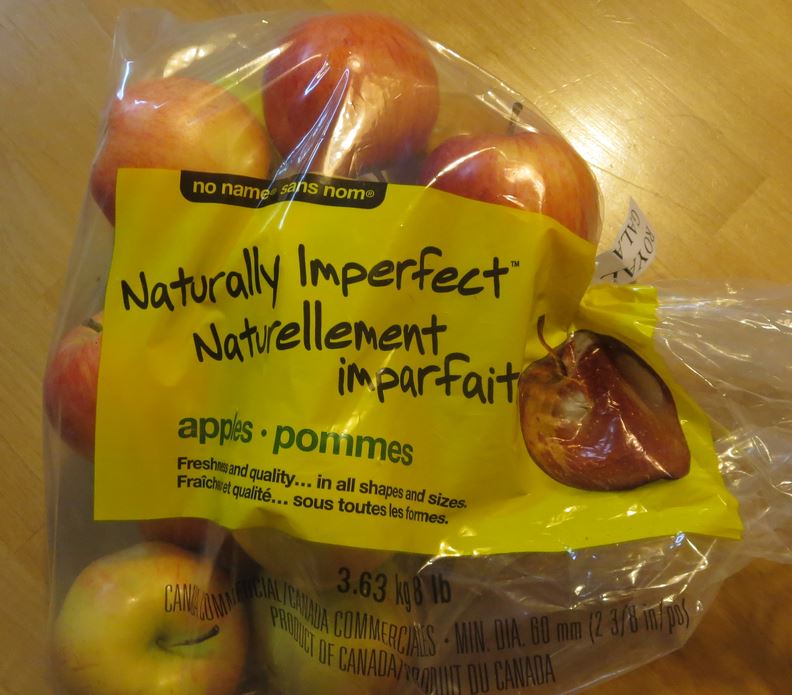 no name® sans nom®
Naturally Imperfect™
Naturellement
imparfait
apples • pommes
Freshness and quality... in all shapes and sizes.
Fraîcheur et qualité... sous toutes les formes.
ROYAL
GALA
3.63 kg 8 lb
CANADA COMMERCIAL/CANADA COMMERCIALES • MIN. DIA. 60 mm (2 3/8 in/po)
PRODUCT OF CANADA/PRODUIT DU CANADA